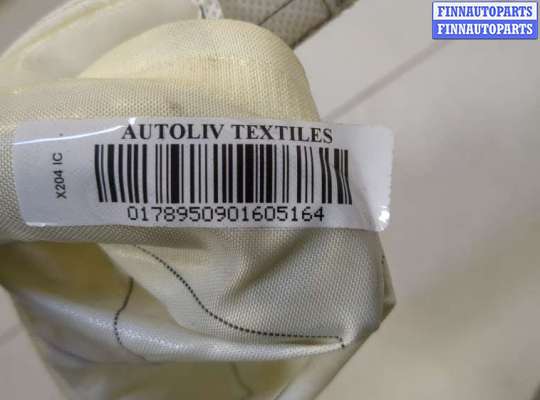 FINNAUTOPARTS
FINNAUTOPARTS
AUTOLIV TEXTILES
X204 IC
0178950901605164